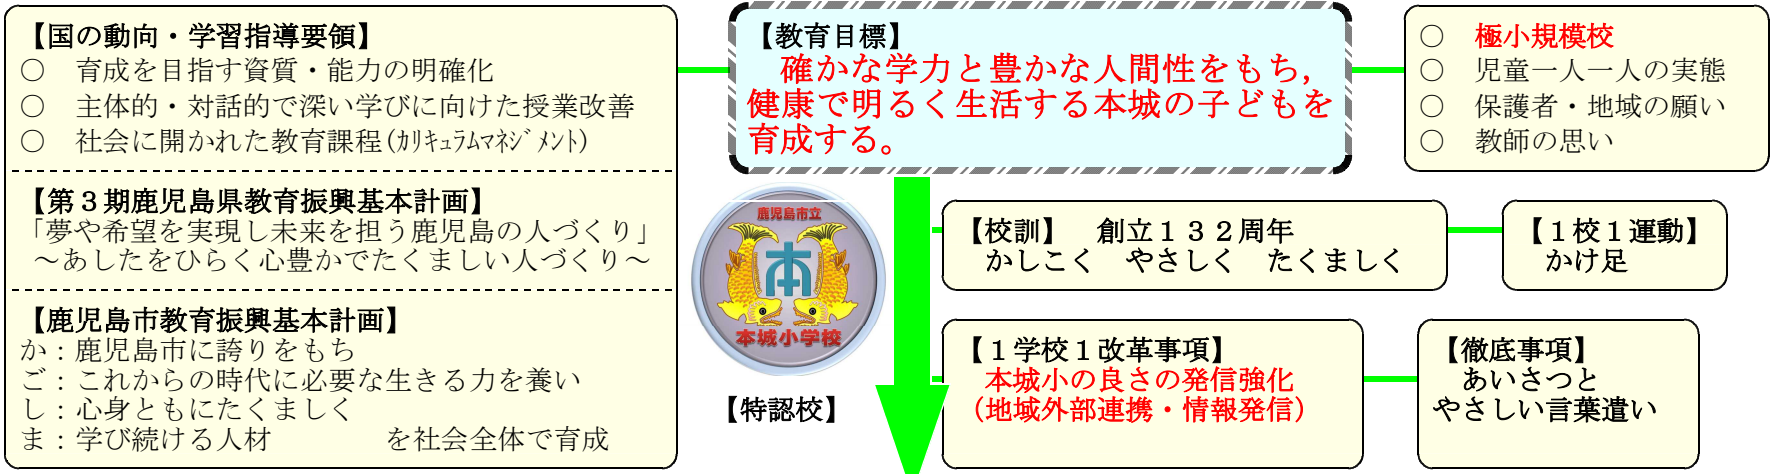 【国の動向・学習指導要領】
○　育成を目指す資質・能力の明確化
○　主体的・対話的で深い学びに向けた授業改善
○　社会に開かれた教育課程(ｶﾘｷｭﾗﾑﾏﾈｼﾞﾒﾝﾄ)
【第３期鹿児島県教育振興基本計画】
「夢や希望を実現し未来を担う鹿児島の人づくり」
～あしたをひらく心豊かでたくましい人づくり～
【鹿児島市教育振興基本計画】
か：鹿児島市に誇りをもち
ご：これからの時代に必要な生きる力を養い
し：心身ともにたくましく
ま：学び続ける人材　　　　を社会全体で育成
【教育目標】
確かな学力と豊かな人間性をもち，
健康で明るく生活する本城の子どもを
育成する。
○　極小規模校
○　児童一人一人の実態
○　保護者・地域の願い
○　教師の思い
鹿児島市立
本
本城小学校
【特認校】
【校訓】　創立１３２周年
かしこく　やさしく　たくましく
【１校１運動】
かけ足
【１学校１改革事項】
本城小の良さの発信強化
（地域外部連携・情報発信）
【徹底事項】
あいさつと
やさしい言葉遣い